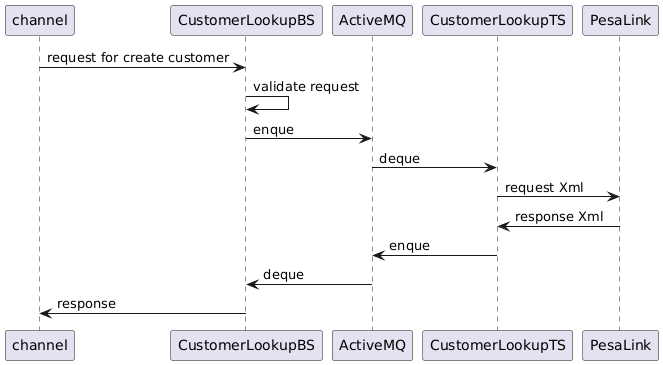 channel
CustomerLookupBS
ActiveMQ
CustomerLookupTS
PesaLink
request for create customer
validate request
enque
deque
request Xml
response Xml
enque
deque
response
channel
CustomerLookupBS
ActiveMQ
CustomerLookupTS
PesaLink